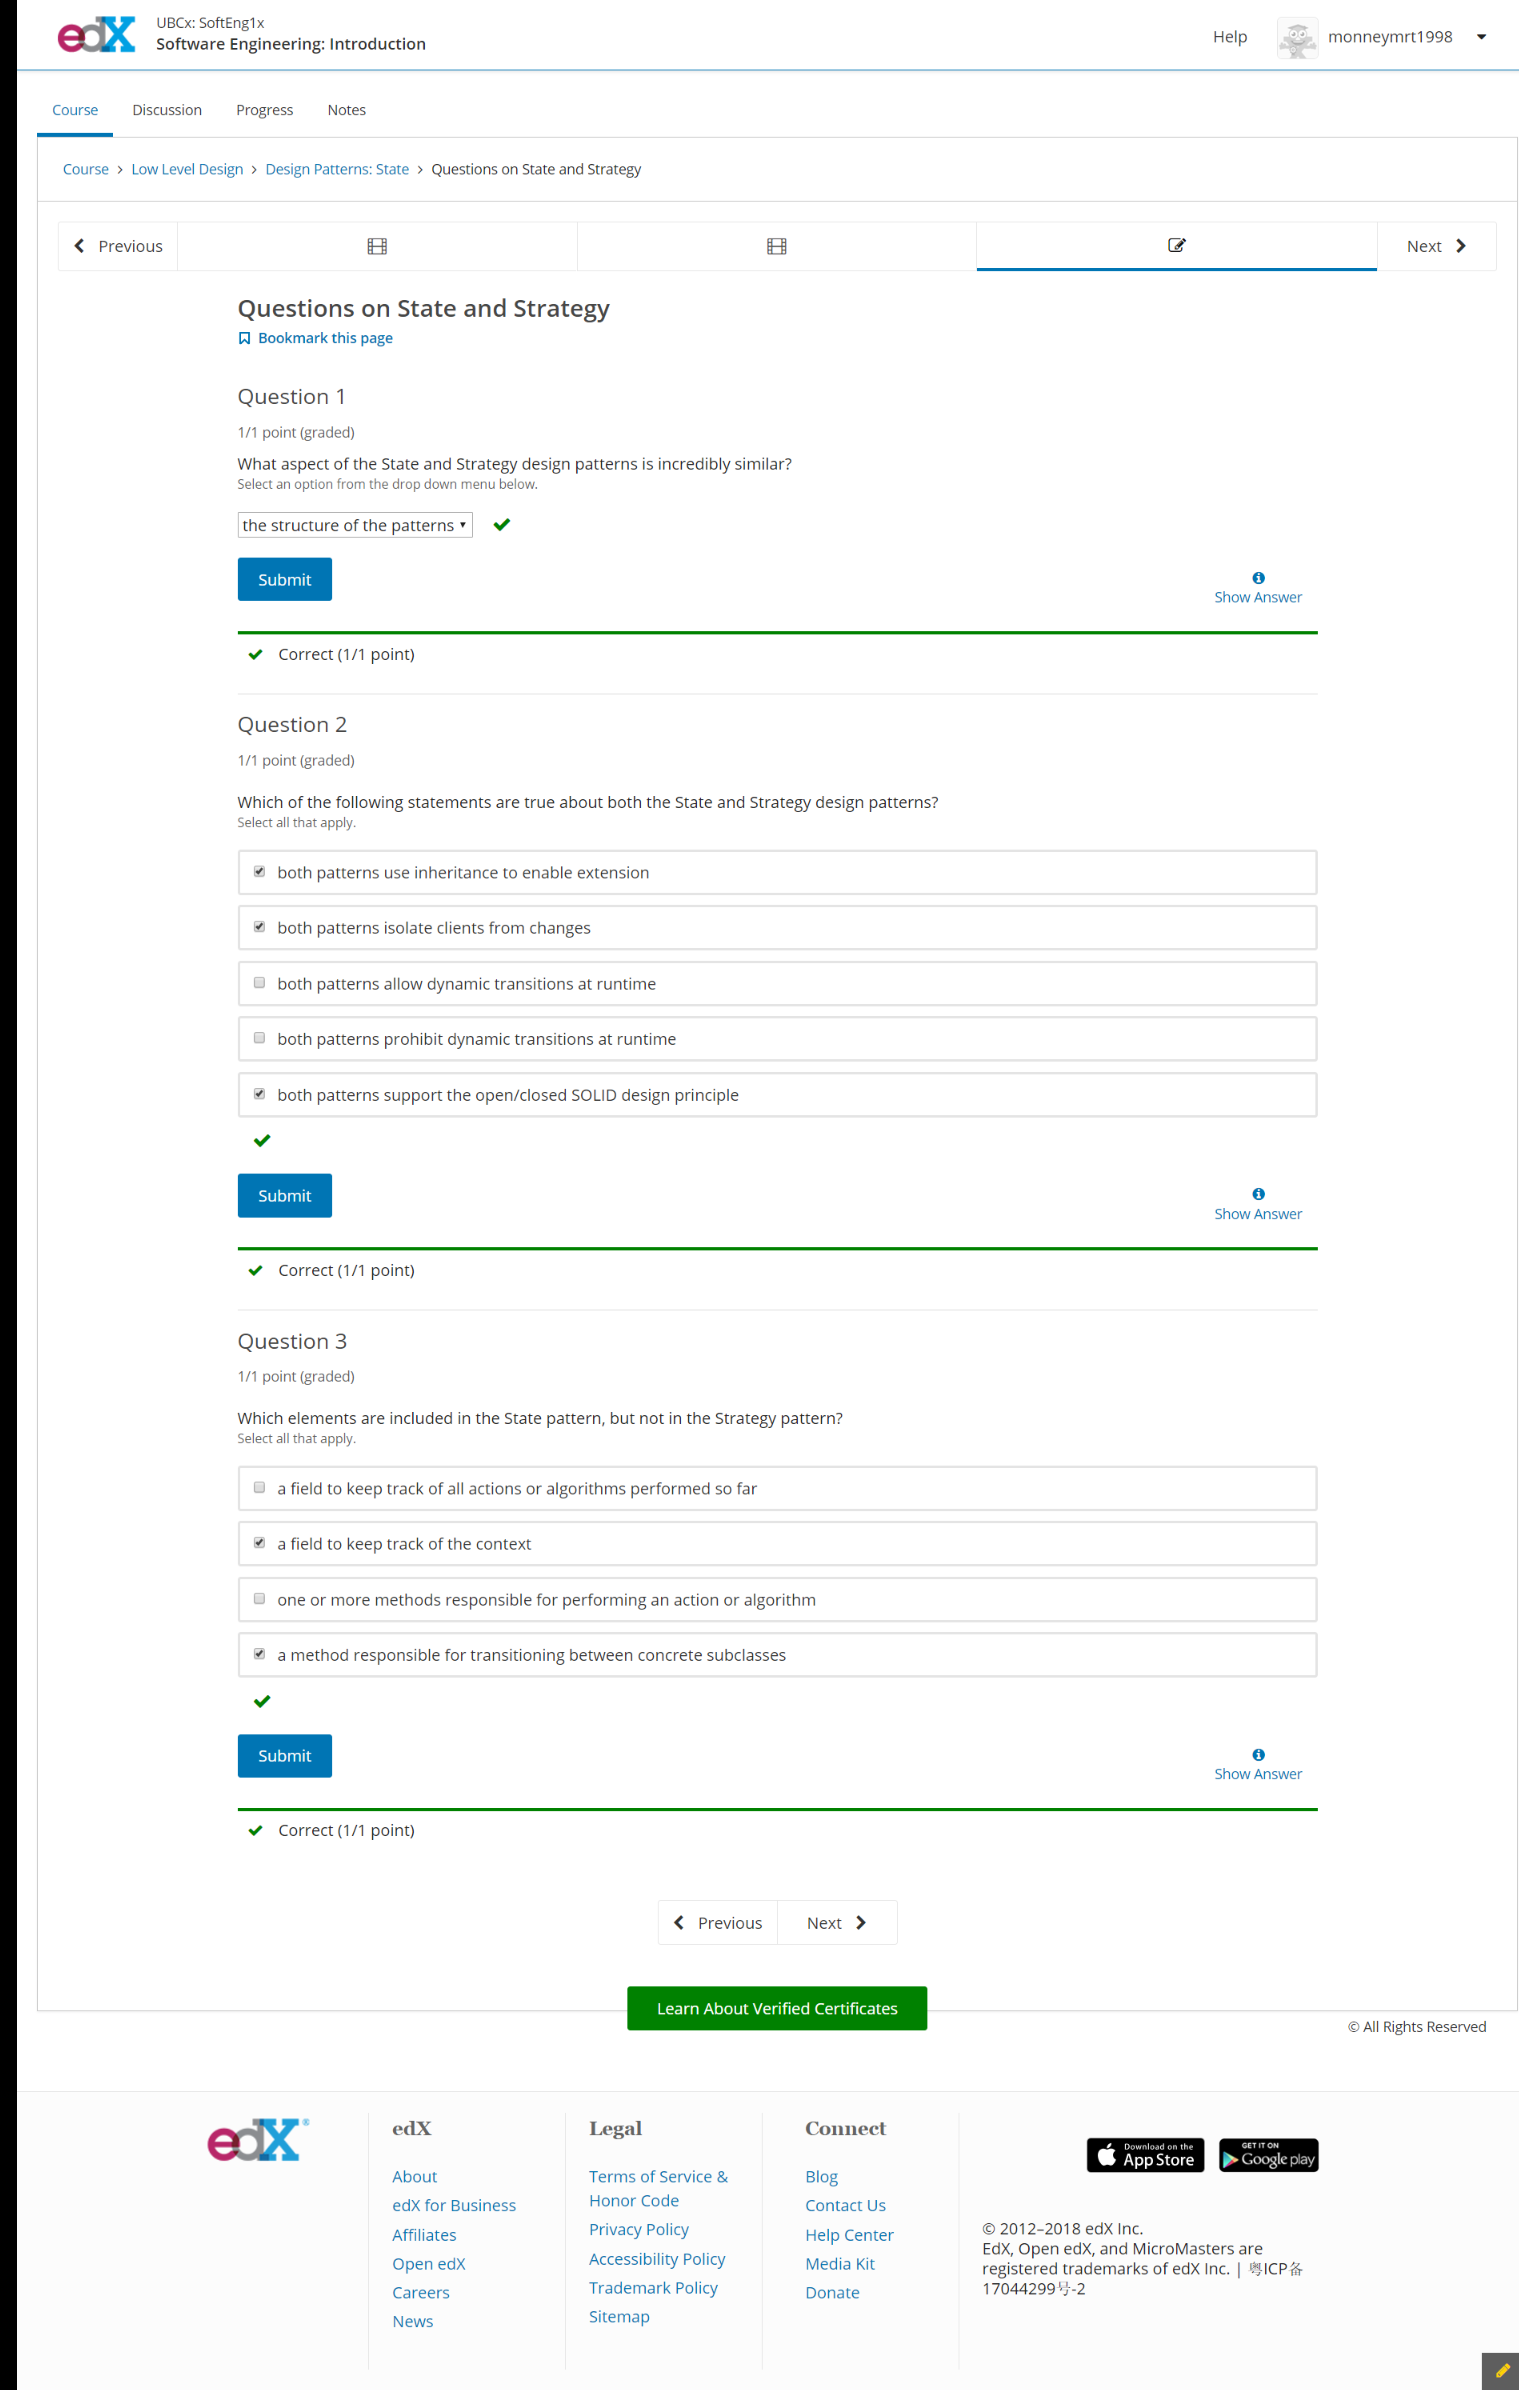 edX
UBCx: SoftEng1x
Software Engineering: Introduction
Help
monneymrt1998
Course
Discussion
Progress
Notes
Course > Low Level Design > Design Patterns: State > Questions on State and Strategy
Previous
Next
Questions on State and Strategy
Bookmark this page
Question 1
1/1 point (graded)
What aspect of the State and Strategy design patterns is incredibly similar?
Select an option from the drop down menu below.
the structure of the patterns
Submit
Show Answer
Correct (1/1 point)
Question 2
1/1 point (graded)
Which of the following statements are true about both the State and Strategy design patterns?
Select all that apply.
both patterns use inheritance to enable extension
both patterns isolate clients from changes
both patterns allow dynamic transitions at runtime
both patterns prohibit dynamic transitions at runtime
both patterns support the open/closed SOLID design principle
Submit
Show Answer
Correct (1/1 point)
Question 3
1/1 point (graded)
Which elements are included in the State pattern, but not in the Strategy pattern?
Select all that apply.
a field to keep track of all actions or algorithms performed so far
a field to keep track of the context
one or more methods responsible for performing an action or algorithm
a method responsible for transitioning between concrete subclasses
Submit
Show Answer
Correct (1/1 point)
Previous
Next
Learn About Verified Certificates
© All Rights Reserved
edX®
edX
About
edX for Business
Affiliates
Open edX
Careers
News
Legal
Terms of Service &
Honor Code
Privacy Policy
Accessibility Policy
Trademark Policy
Sitemap
Connect
Blog
Contact Us
Help Center
Media Kit
Donate
Download on the
App Store
GET IT ON
Google play
© 2012–2018 edX Inc.
EdX, Open edX, and MicroMasters are
registered trademarks of edX Inc. | 粤ICP备
17044299号-2